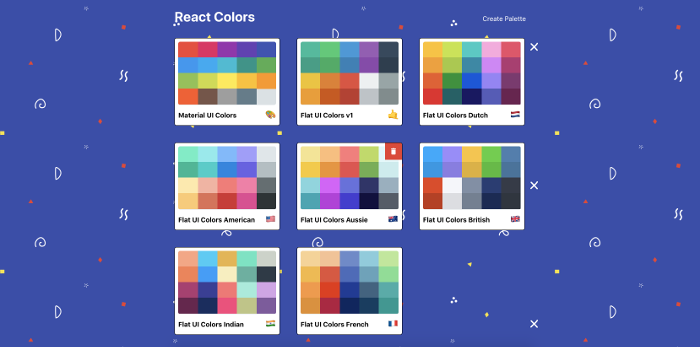 React Colors
Create Palette
Material UI Colors
Flat UI Colors v1
Flat UI Colors Dutch
Flat UI Colors American
Flat UI Colors Aussie
Flat UI Colors British
Flat UI Colors Indian
Flat UI Colors French